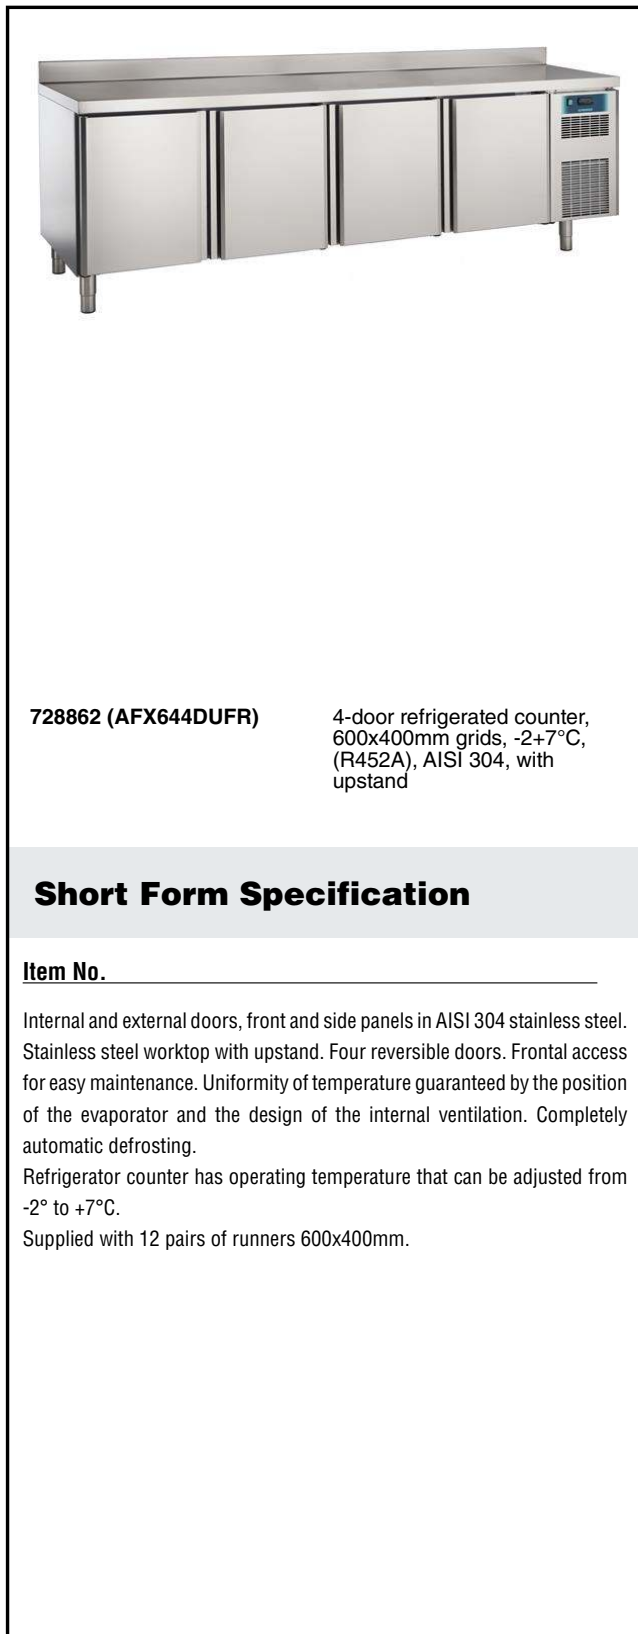 728862 (AFX644DUFR)
4-door refrigerated counter,
600x400mm grids, -2+7°C,
(R452A), AISI 304, with
upstand
Short Form Specification
Item No.
Internal and external doors, front and side panels in AISI 304 stainless steel.
Stainless steel worktop with upstand. Four reversible doors. Frontal access
for easy maintenance. Uniformity of temperature guaranteed by the position
of the evaporator and the design of the internal ventilation. Completely
automatic defrosting.
Refrigerator counter has operating temperature that can be adjusted from
-2° to +7°C.
Supplied with 12 pairs of runners 600x400mm.